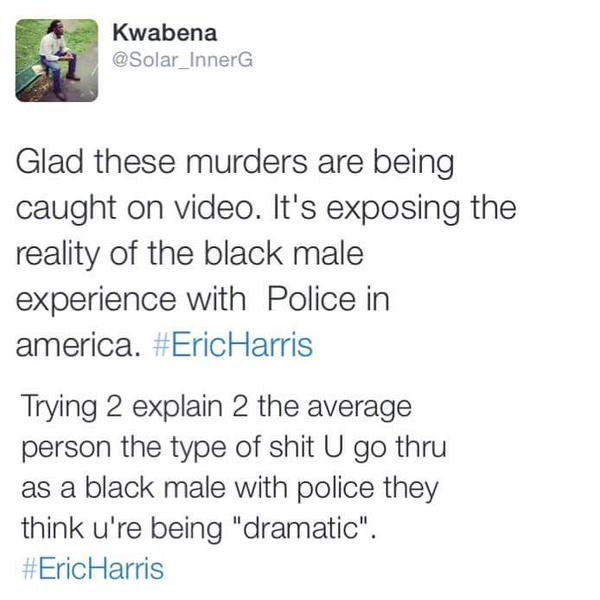 Kwabena
@Solar_InnerG
Glad these murders are being
caught on video. It's exposing the
reality of the black male
experience with  Police in
america. #EricHarris
Trying 2 explain 2 the average
person the type of shit U go thru
as a black male with police they
think u're being "dramatic".
#EricHarris